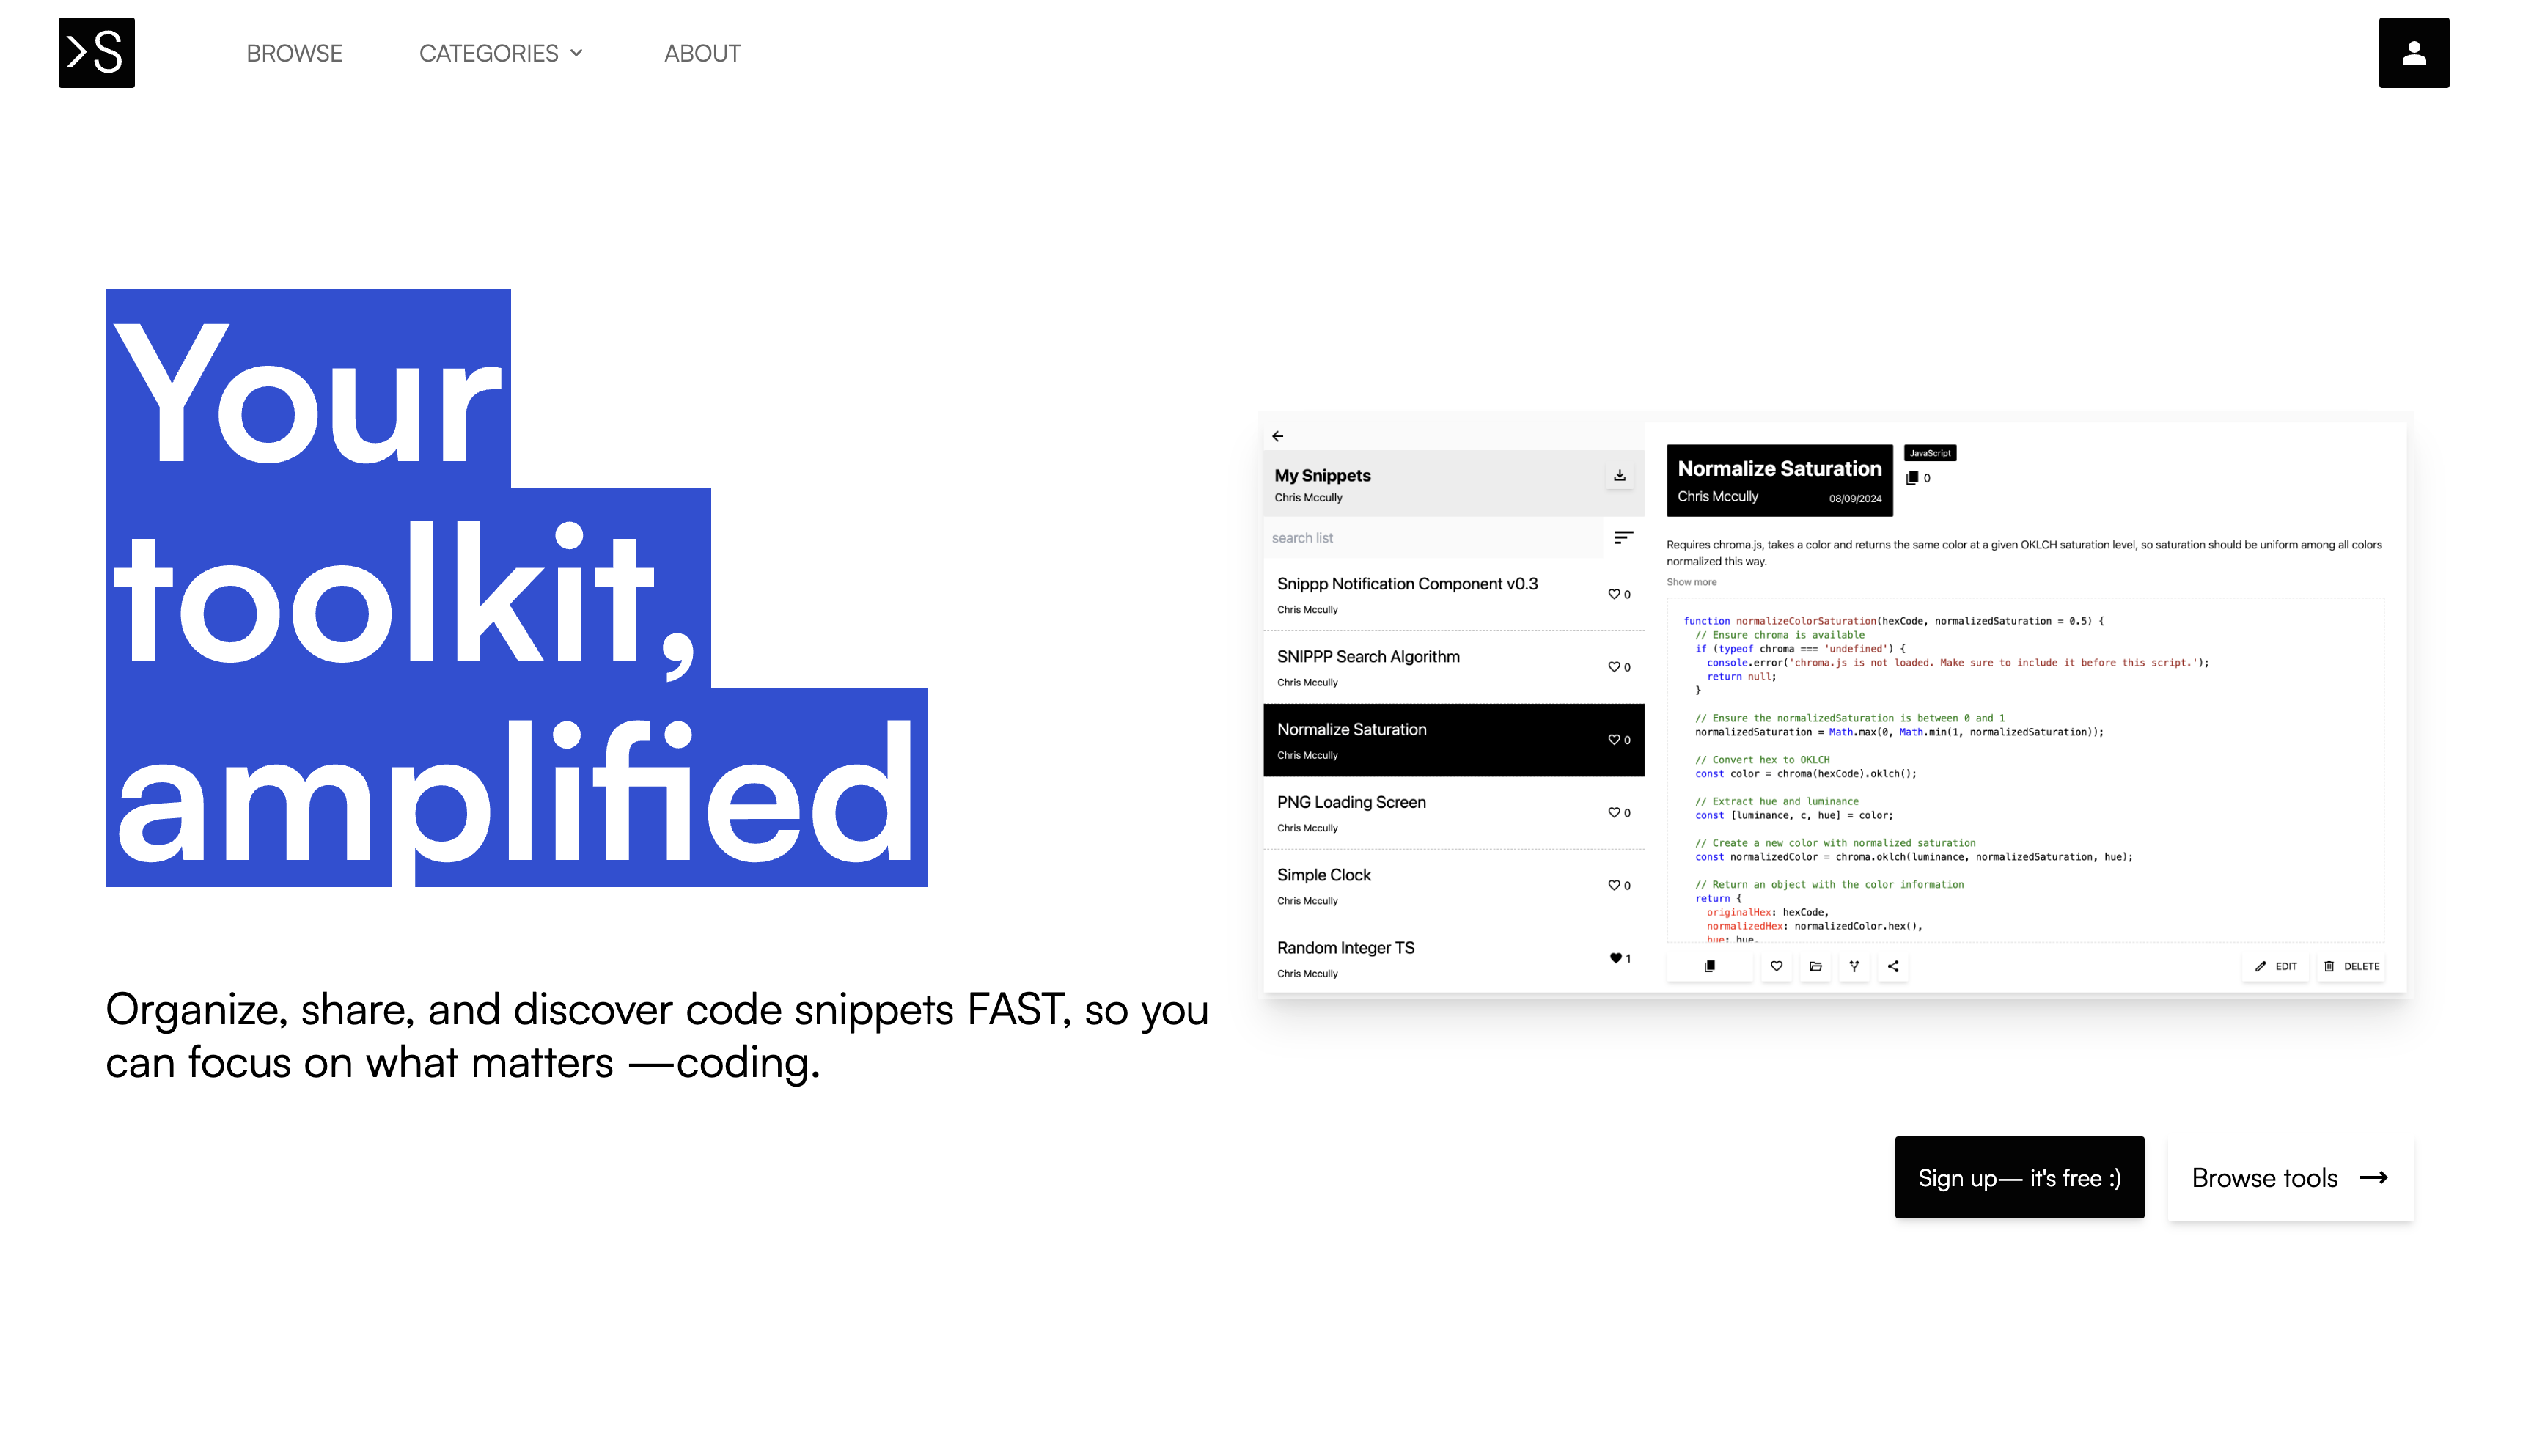 >S
BROWSE
CATEGORIES
ABOUT
Your
toolkit,
amplified
Organize, share, and discover code snippets FAST, so you
can focus on what matters —coding.
My Snippets
Chris Mccully
search list
Snippp Notification Component v0.3
Chris Mccully
0
SNIPPP Search Algorithm
Chris Mccully
0
Normalize Saturation
Chris Mccully
0
PNG Loading Screen
Chris Mccully
0
Simple Clock
Chris Mccully
0
Random Integer TS
Chris Mccully
1
Normalize Saturation
Chris Mccully 08/09/2024
JavaScript
0
Requires chroma.js, takes a color and returns the same color at a given OKLCH saturation level, so saturation should be uniform among all colors
normalized this way.
Show more
function normalizeColorSaturation(hexCode, normalizedSaturation = 0.5) {
  // Ensure chroma is available
  if (typeof chroma === 'undefined') {
    console.error('chroma.js is not loaded. Make sure to include it before this script.');
    return null;
  }
  // Ensure the normalizedSaturation is between 0 and 1
  normalizedSaturation = Math.max(0, Math.min(1, normalizedSaturation));
  // Convert hex to OKLCH
  const color = chroma(hexCode).oklch();
  // Extract hue and luminance
  const [luminance, c, hue] = color;
  // Create a new color with normalized saturation
  const normalizedColor = chroma.oklch(luminance, normalizedSaturation, hue);
  // Return an object with the color information
  return {
    originalHex: hexCode,
    normalizedHex: normalizedColor.hex(),
    hue: hue,
EDIT
DELETE
Sign up— it's free :)
Browse tools